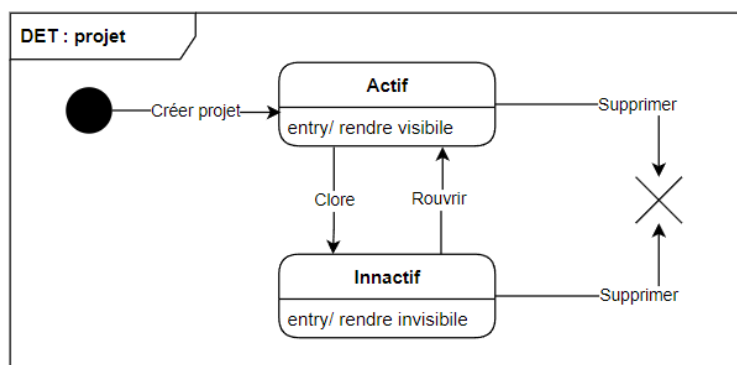 DET : projet
Actif
Créer projet
Supprimer
entry/ rendre visibile
Clore
Rouvrir
Innactif
Supprimer
entry/ rendre invisibile